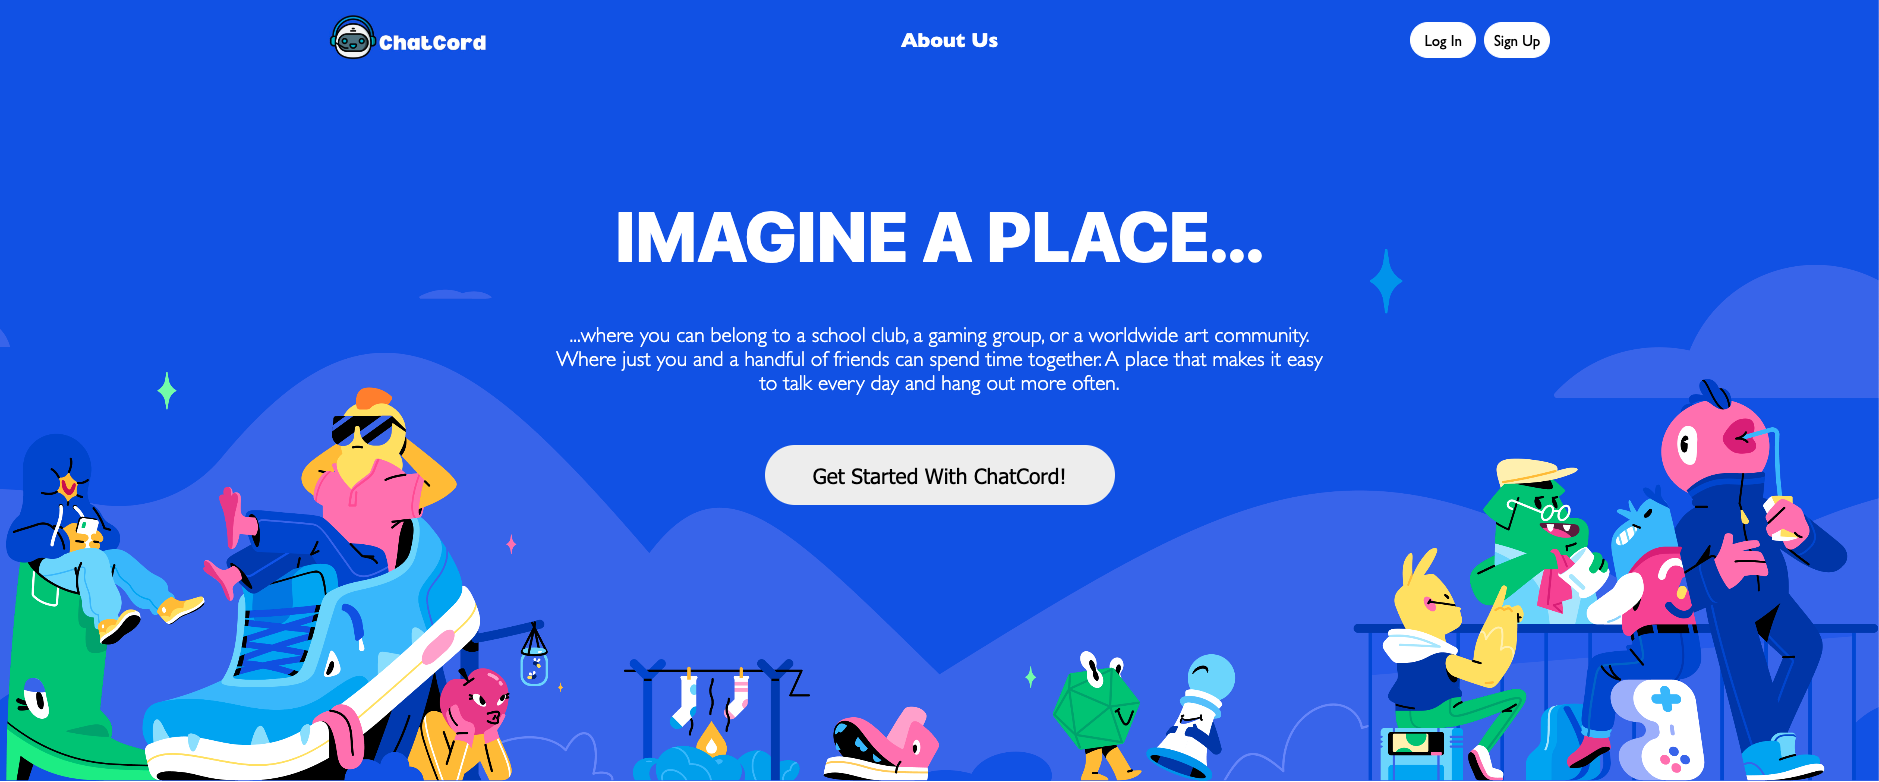 ChatCord
About Us
Log In
Sign Up
IMAGINE A PLACE...
...where you can belong to a school club, a gaming group, or a worldwide art community.
Where just you and a handful of friends can spend time together. A place that makes it easy
to talk every day and hang out more often.
Get Started With ChatCord!